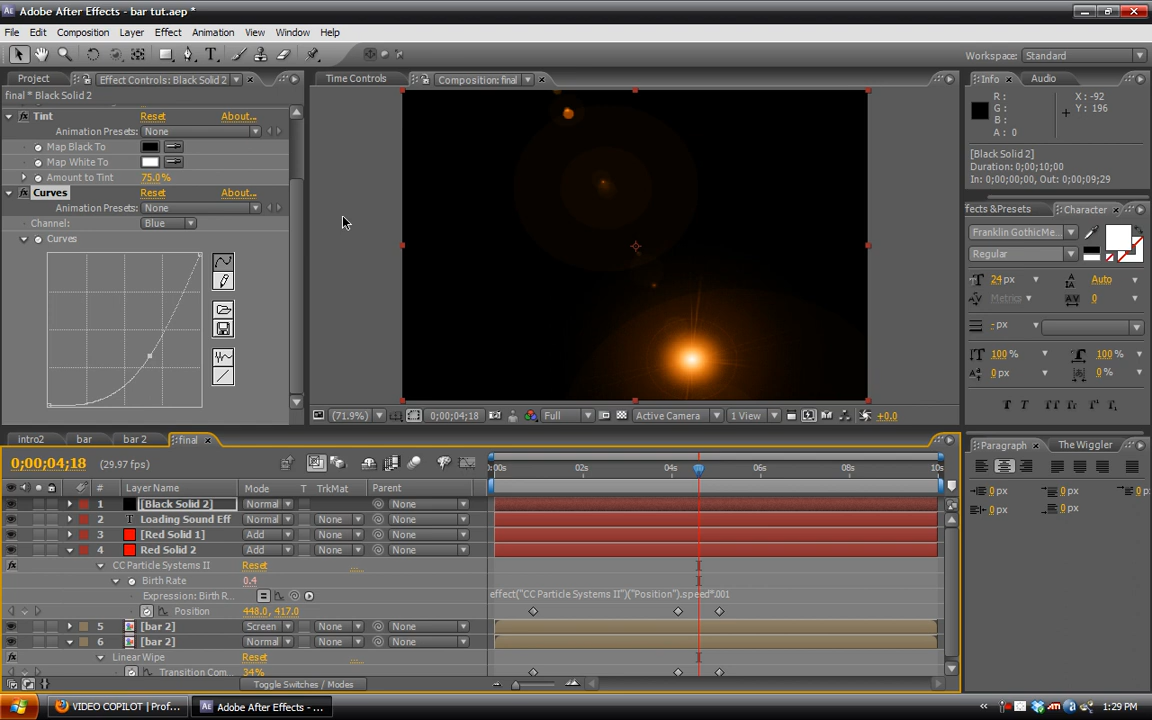 Adobe After Effects - bar tut.aep *
File Edit Composition Layer Effect Animation View Window Help
Workspace: Standard
Project Effect Controls: Black Solid 2
Time Controls Composition: final
Info Audio
final * Black Solid 2
R :
G :
B :
A : 0
X : -92
Y : 196
Tint Reset About...
Animation Presets: None
Map Black To
Map White To
Amount to Tint 75.0%
Curves Reset About...
Animation Presets: None
Channel: Blue
Curves
[Black Solid 2]
Duration: 0;00;10;00
In: 0;00;00;00, Out: 0;00;09;29
ffects & Presets Character
Franklin GothicMe...
Regular
24 px Auto
Metrics 0
- px
100 % 100 %
0 px 0 %
T T TT Tt T¹ T₁
(71.9%) 0;00;04;18 Full Active Camera 1 View +0.0
intro2 bar bar 2 final
0;00;04;18 (29.97 fps)
:00s 02s 04s 06s 08s 10s
# Layer Name Mode T TrkMat Parent
1 [Black Solid 2] Normal None
2 T Loading Sound Eff Normal None None
3 [Red Solid 1] Add None None
4 Red Solid 2 Add None None
CC Particle Systems II Reset ...
Birth Rate 0.4
Expression: Birth R... effect("CC Particle Systems II")("Position").speed*.001
Position 448.0, 417.0
5 [bar 2] Screen None None
6 [bar 2] Normal None None
Linear Wipe Reset ...
Transition Com... 34%
Toggle Switches / Modes
Paragraph The Wiggler
0 px 0 px 0 p
0 px 0 px
start
VIDEO COPILOT | Prof...
Adobe After Effects - ...
1:29 PM